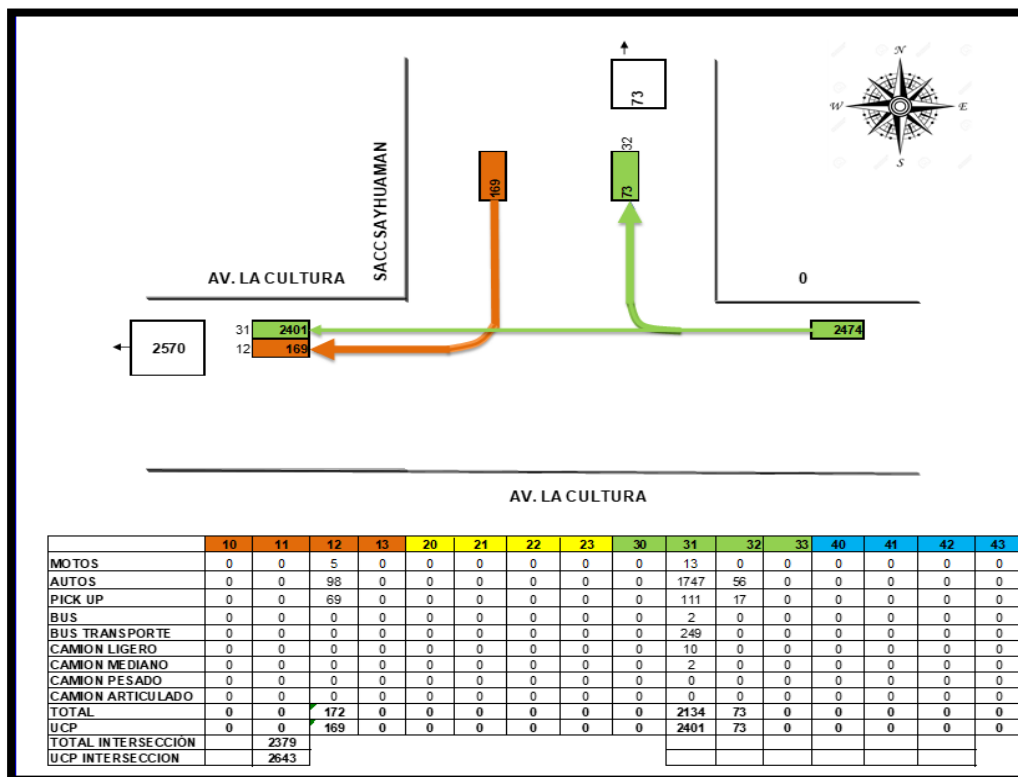 73
N
W E
S
32
169 73
SACCSAYHUAMAN
AV. LA CULTURA 0
31 2401 2474
2570
12 169
AV. LA CULTURA
10 11 12 13 20 21 22 23 30 31 32 33 40 41 42 43
MOTOS 0 0 5 0 0 0 0 0 0 13 0 0 0 0 0 0
AUTOS 0 0 98 0 0 0 0 0 0 1747 56 0 0 0 0 0
PICK UP 0 0 69 0 0 0 0 0 0 111 17 0 0 0 0 0
BUS 0 0 0 0 0 0 0 0 0 2 0 0 0 0 0 0
BUS TRANSPORTE 0 0 0 0 0 0 0 0 0 249 0 0 0 0 0 0
CAMION LIGERO 0 0 0 0 0 0 0 0 0 10 0 0 0 0 0 0
CAMION MEDIANO 0 0 0 0 0 0 0 0 0 2 0 0 0 0 0 0
CAMION PESADO 0 0 0 0 0 0 0 0 0 0 0 0 0 0 0 0
CAMION ARTICULADO 0 0 0 0 0 0 0 0 0 0 0 0 0 0 0 0
TOTAL 0 0 172 0 0 0 0 0 0 2134 73 0 0 0 0 0
UCP 0 0 169 0 0 0 0 0 0 2401 73 0 0 0 0 0
TOTAL INTERSECCIÓN 2379
UCP INTERSECCION 2643